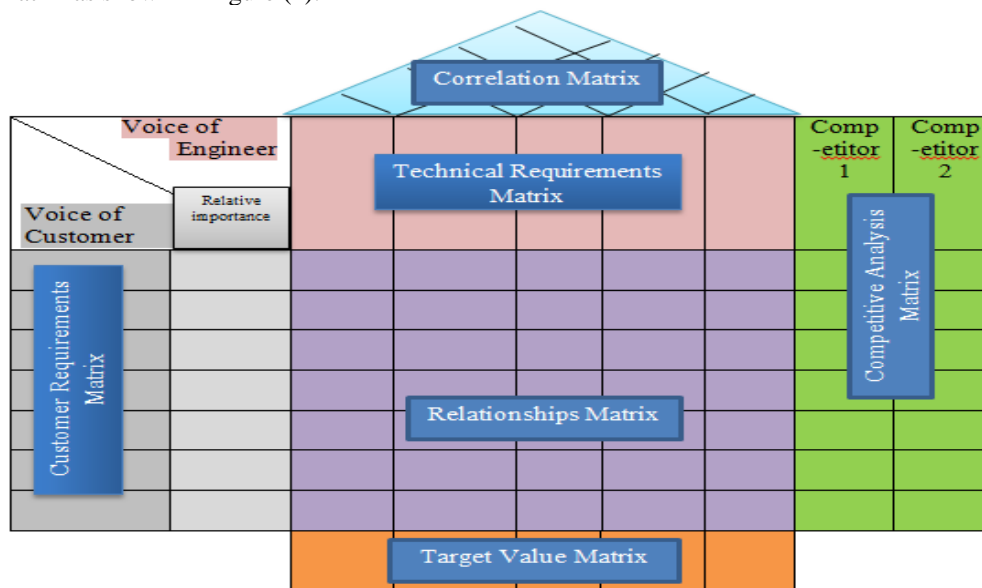 Correlation Matrix
Voice of
Engineer
Relative
importance
Voice of
Customer
Technical Requirements
Matrix
Comp
-etitor
1
Comp
-etitor
2
Customer Requirements
Matrix
Relationships Matrix
Competitive Analysis
Matrix
Target Value Matrix